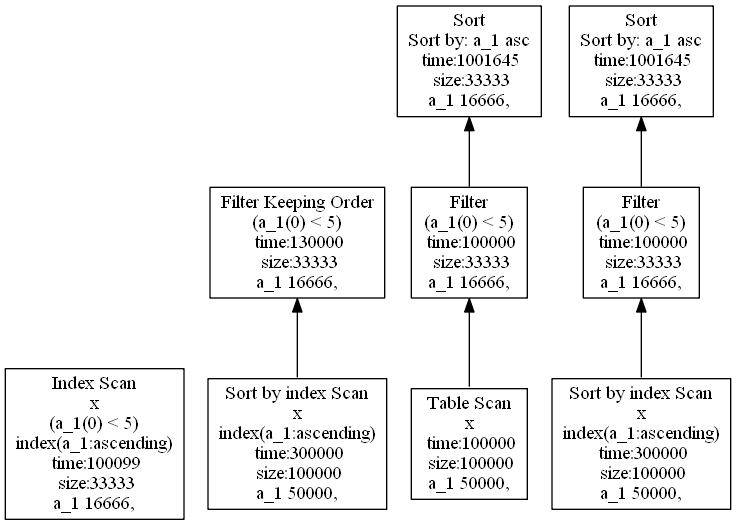 Sort
Sort by: a_1 asc
time:1001645
size:33333
a_1 16666,
Sort
Sort by: a_1 asc
time:1001645
size:33333
a_1 16666,
Filter Keeping Order
(a_1(0) < 5)
time:130000
size:33333
a_1 16666,
Filter
(a_1(0) < 5)
time:100000
size:33333
a_1 16666,
Filter
(a_1(0) < 5)
time:100000
size:33333
a_1 16666,
Index Scan
x
(a_1(0) < 5)
index(a_1:ascending)
time:100099
size:33333
a_1 16666,
Sort by index Scan
x
index(a_1:ascending)
time:300000
size:100000
a_1 50000,
Table Scan
x
time:100000
size:100000
a_1 50000,
Sort by index Scan
x
index(a_1:ascending)
time:300000
size:100000
a_1 50000,